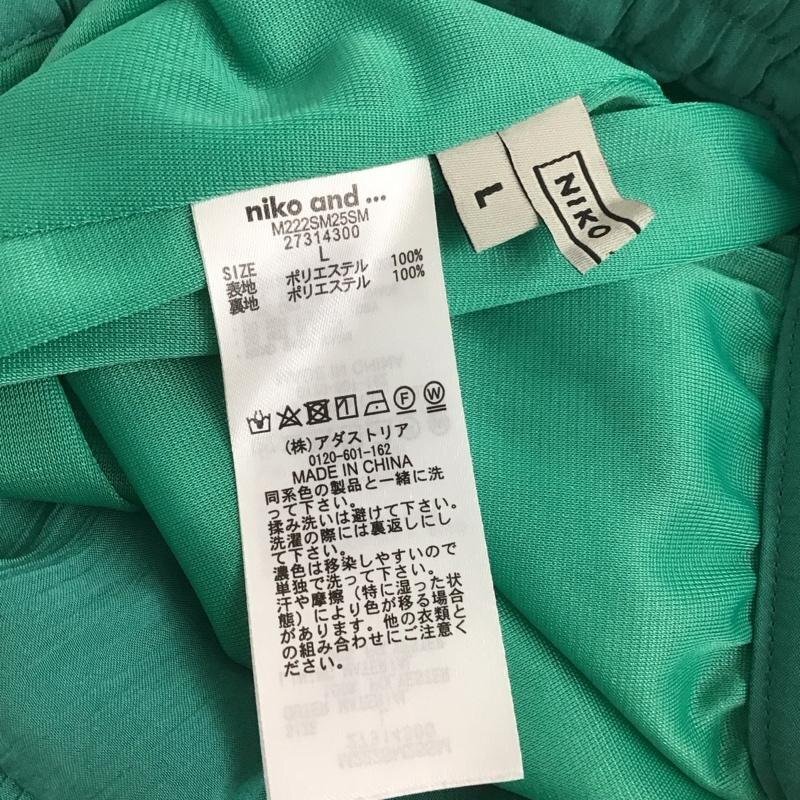 niko and ...
M222SM25SM
27314300
SIZE L
表地 ポリエステル 100%
裏地 ポリエステル 100%
F W
(株)アダストリア
0120-601-162
MADE IN CHINA
同系色の製品と一緒に洗
って下さい。
揉み洗いは避けて下さい。
洗濯の際には裏返しにし
て下さい。
濃色は移染しやすいので
単独で洗って下さい。
汗や摩擦(特に湿った状
態)により色が移る場合
があります。他の衣類と
の組み合わせにご注意く
ださい。
L
NIKO